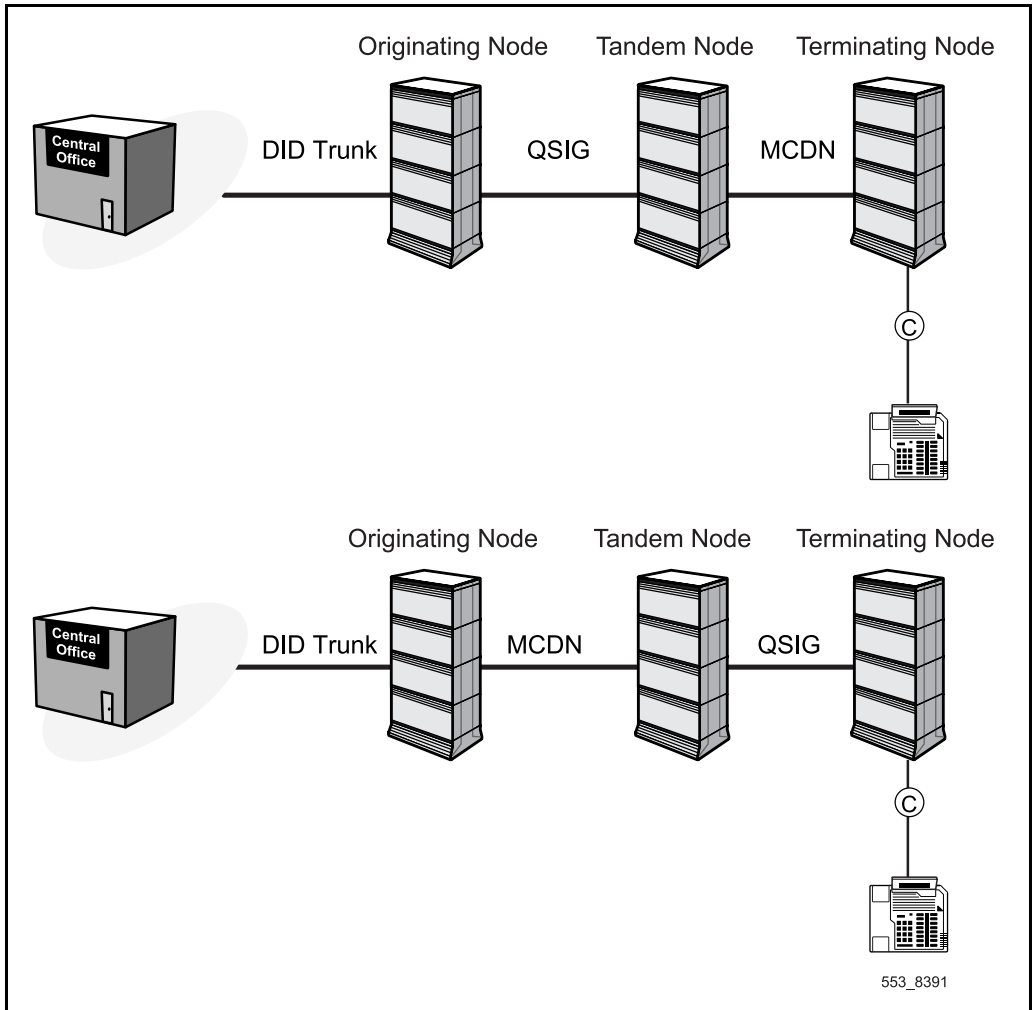 Originating Node Tandem Node Terminating Node
Central
Office
DID Trunk QSIG MCDN
C
Originating Node Tandem Node Terminating Node
Central
Office
DID Trunk MCDN QSIG
C
553_8391